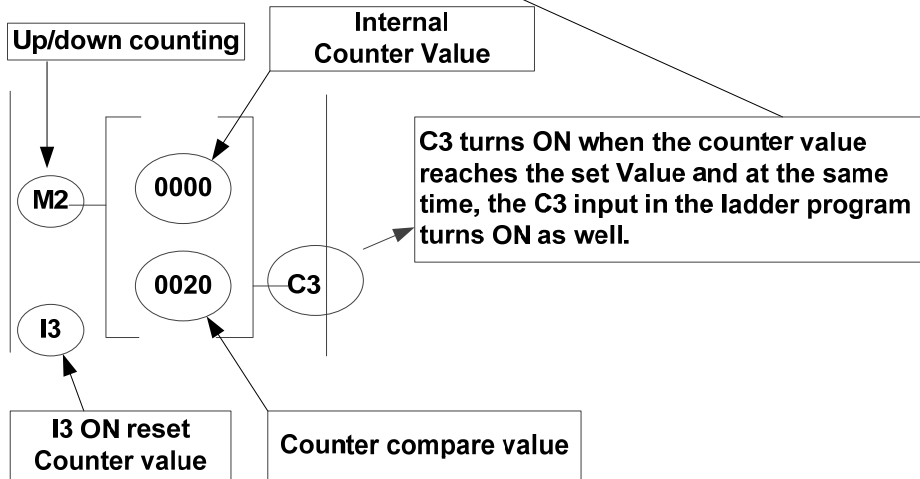 Internal
Counter Value
Up/down counting
C3 turns ON when the counter value
reaches the set Value and at the same
time, the C3 input in the ladder program
turns ON as well.
M2
0000
0020
C3
I3
I3 ON reset
Counter value
Counter compare value